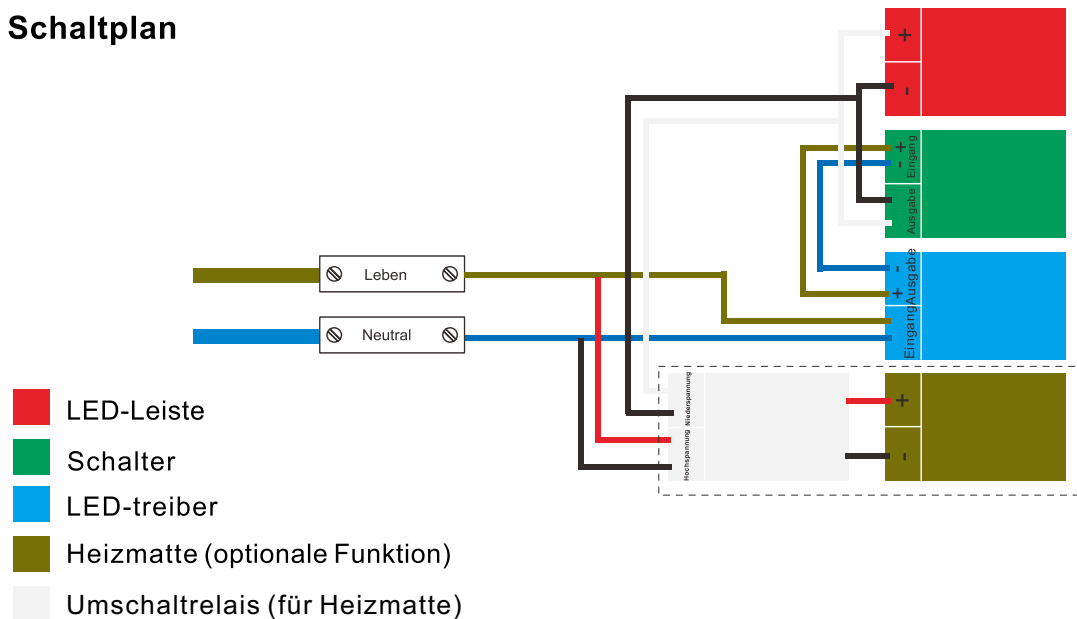 Schaltplan
+
-
+
-
Eingang
Ausgabe
Leben
Neutral
-
+
Ausgabe
Eingang
Niederspannung
Hochspannung
+
-
LED-Leiste
Schalter
LED-treiber
Heizmatte (optionale Funktion)
Umschaltrelais (für Heizmatte)